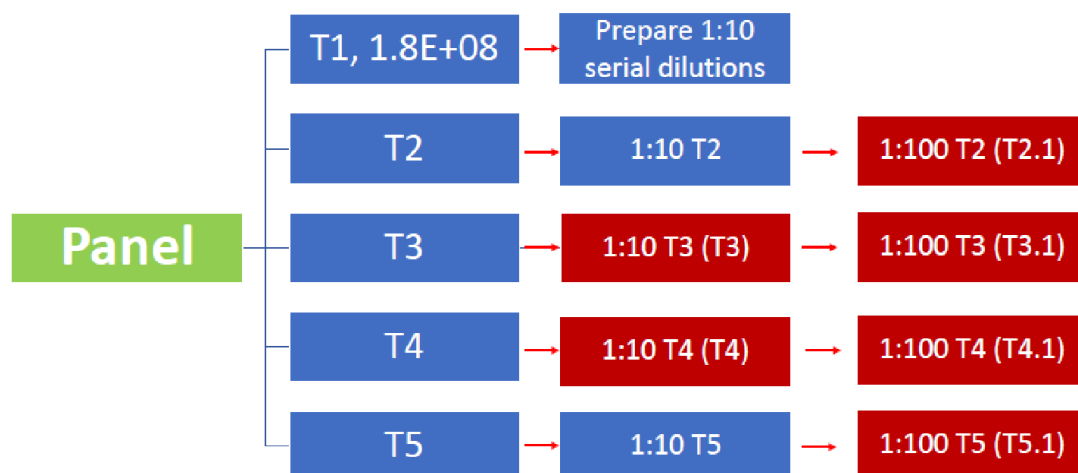 Panel
T1, 1.8E+08
Prepare 1:10
serial dilutions
T2
1:10 T2
1:100 T2 (T2.1)
T3
1:10 T3 (T3)
1:100 T3 (T3.1)
T4
1:10 T4 (T4)
1:100 T4 (T4.1)
T5
1:10 T5
1:100 T5 (T5.1)